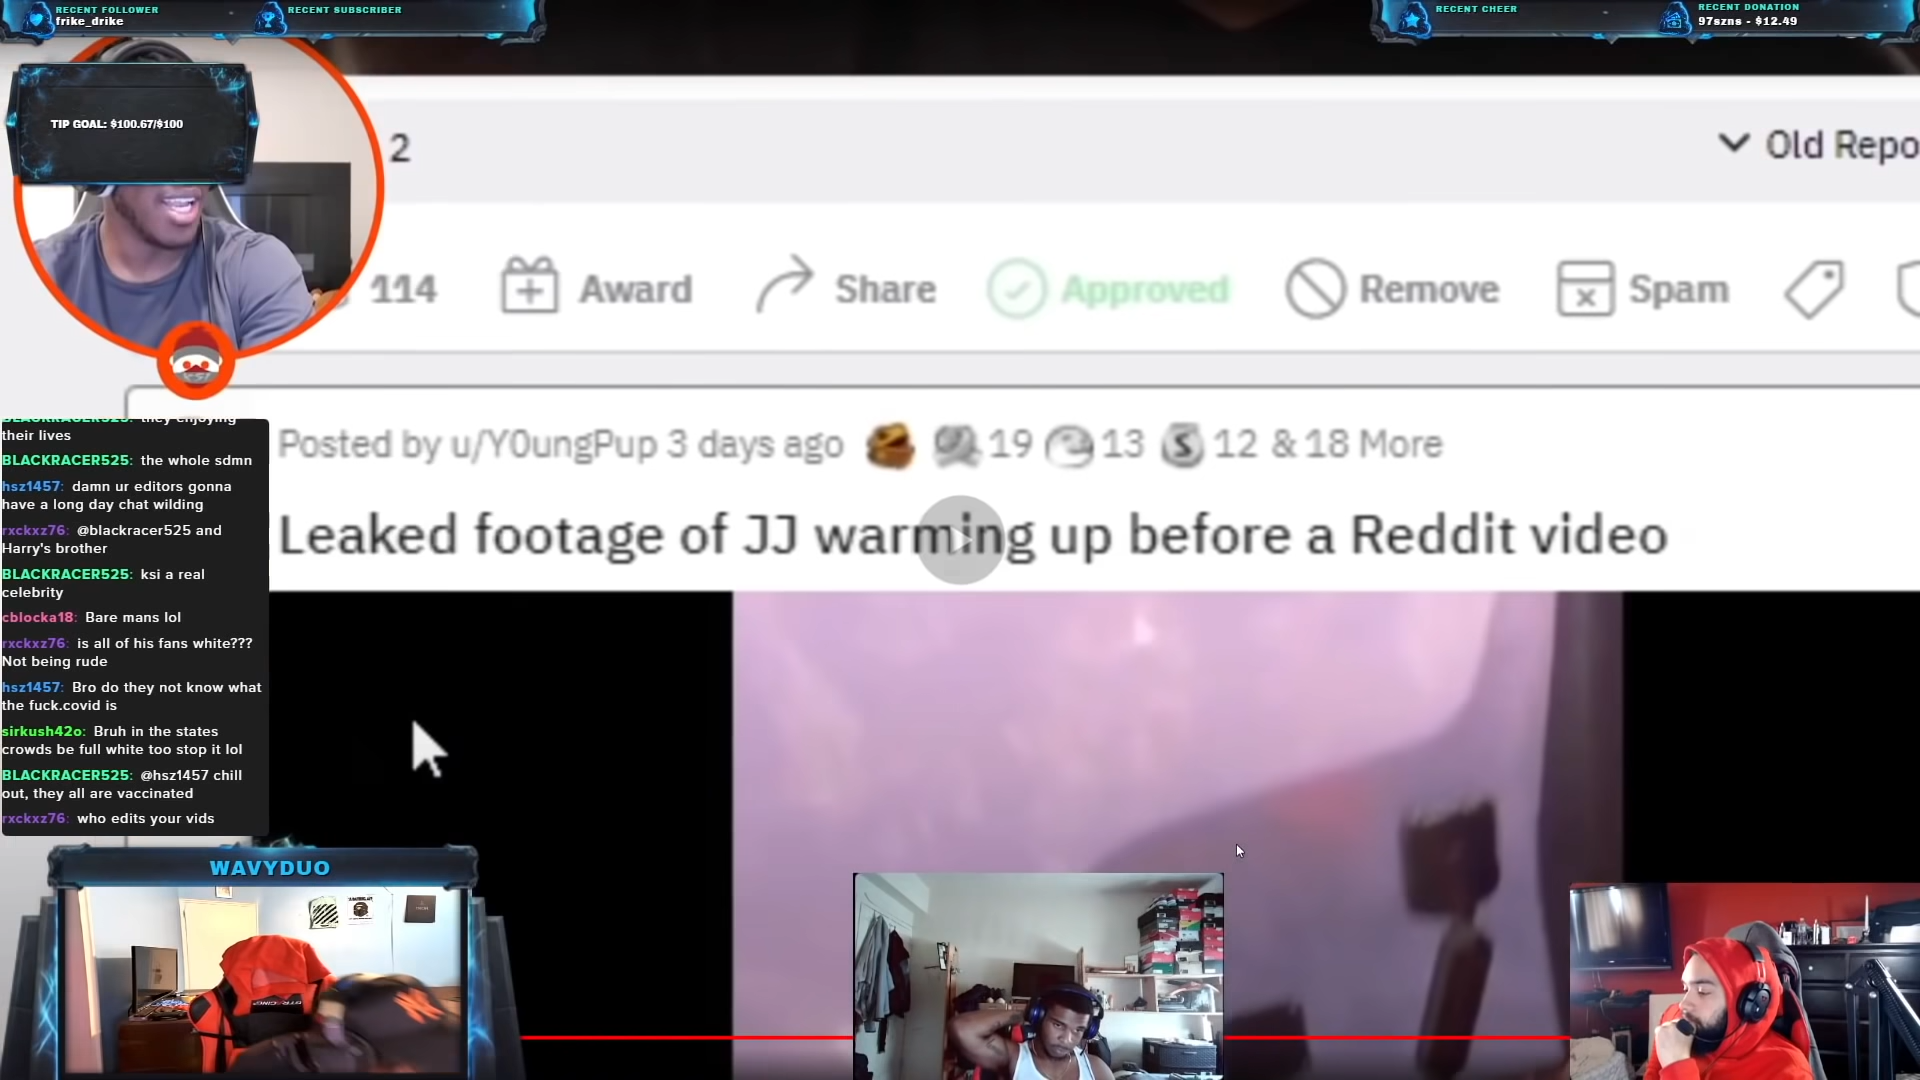 RECENT FOLLOWER
frike_drike
RECENT SUBSCRIBER
RECENT CHEER
RECENT DONATION
97szns - $12.49
TIP GOAL: $100.67/$100
2
Old Repo
114
Award
Share
Approved
Remove
Spam
Posted by u/Y0ungPup 3 days ago
19
13
12 & 18 More
Leaked footage of JJ warming up before a Reddit video
BLACKRACER525: they enjoying
their lives
BLACKRACER525: the whole sdmn
hsz1457: damn ur editors gonna
have a long day chat wilding
rxckxz76: @blackracer525 and
Harry's brother
BLACKRACER525: ksi a real
celebrity
cblocka18: Bare mans lol
rxckxz76: is all of his fans white???
Not being rude
hsz1457: Bro do they not know what
the fuck.covid is
sirkush42o: Bruh in the states
crowds be full white too stop it lol
BLACKRACER525: @hsz1457 chill
out, they all are vaccinated
rxckxz76: who edits your vids
WAVYDUO